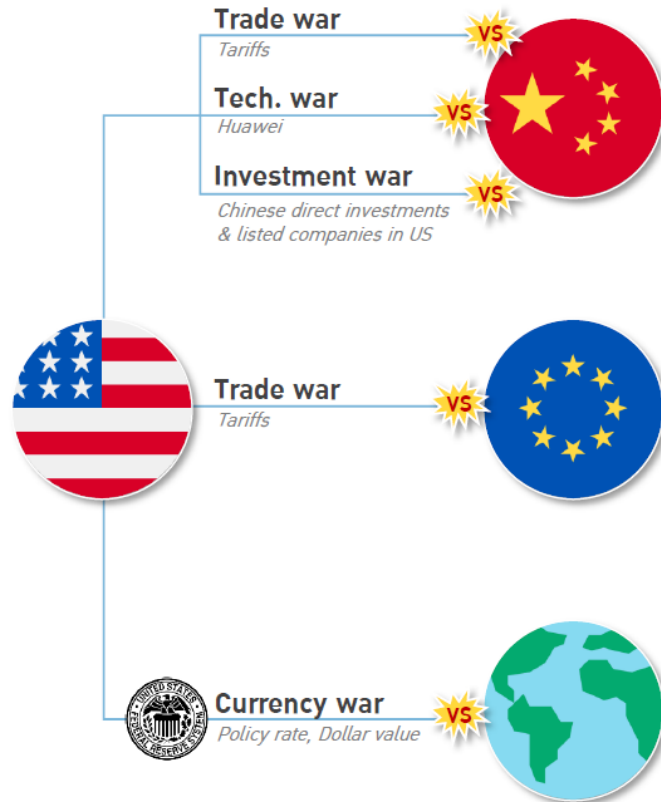 Trade war
Tariffs
VS
Tech. war
Huawei
VS
Investment war
Chinese direct investments
& listed companies in US
VS
Trade war
Tariffs
VS
UNITED STATES
FEDERAL RESERVE SYSTEM
Currency war
Policy rate, Dollar value
VS